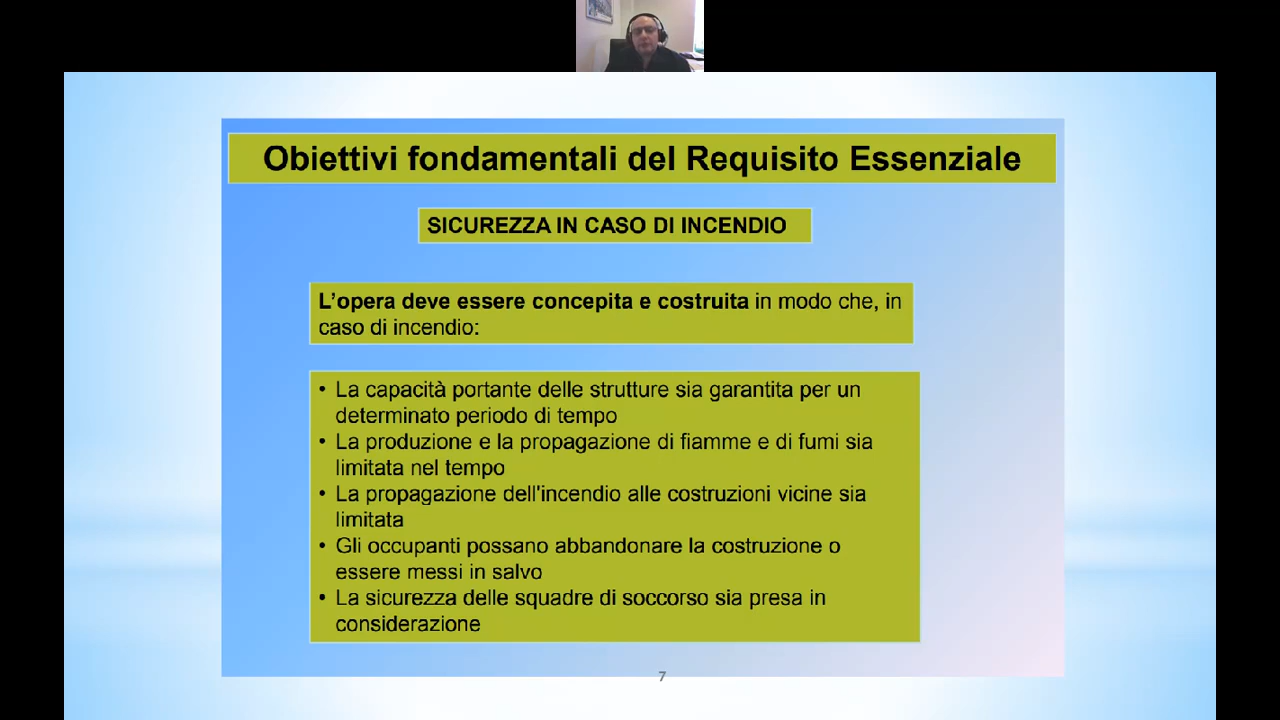 Obiettivi fondamentali del Requisito Essenziale
SICUREZZA IN CASO DI INCENDIO
L’opera deve essere concepita e costruita in modo che, in
caso di incendio:
• La capacità portante delle strutture sia garantita per un
determinato periodo di tempo
• La produzione e la propagazione di fiamme e di fumi sia
limitata nel tempo
• La propagazione dell'incendio alle costruzioni vicine sia
limitata
• Gli occupanti possano abbandonare la costruzione o
essere messi in salvo
• La sicurezza delle squadre di soccorso sia presa in
considerazione
7